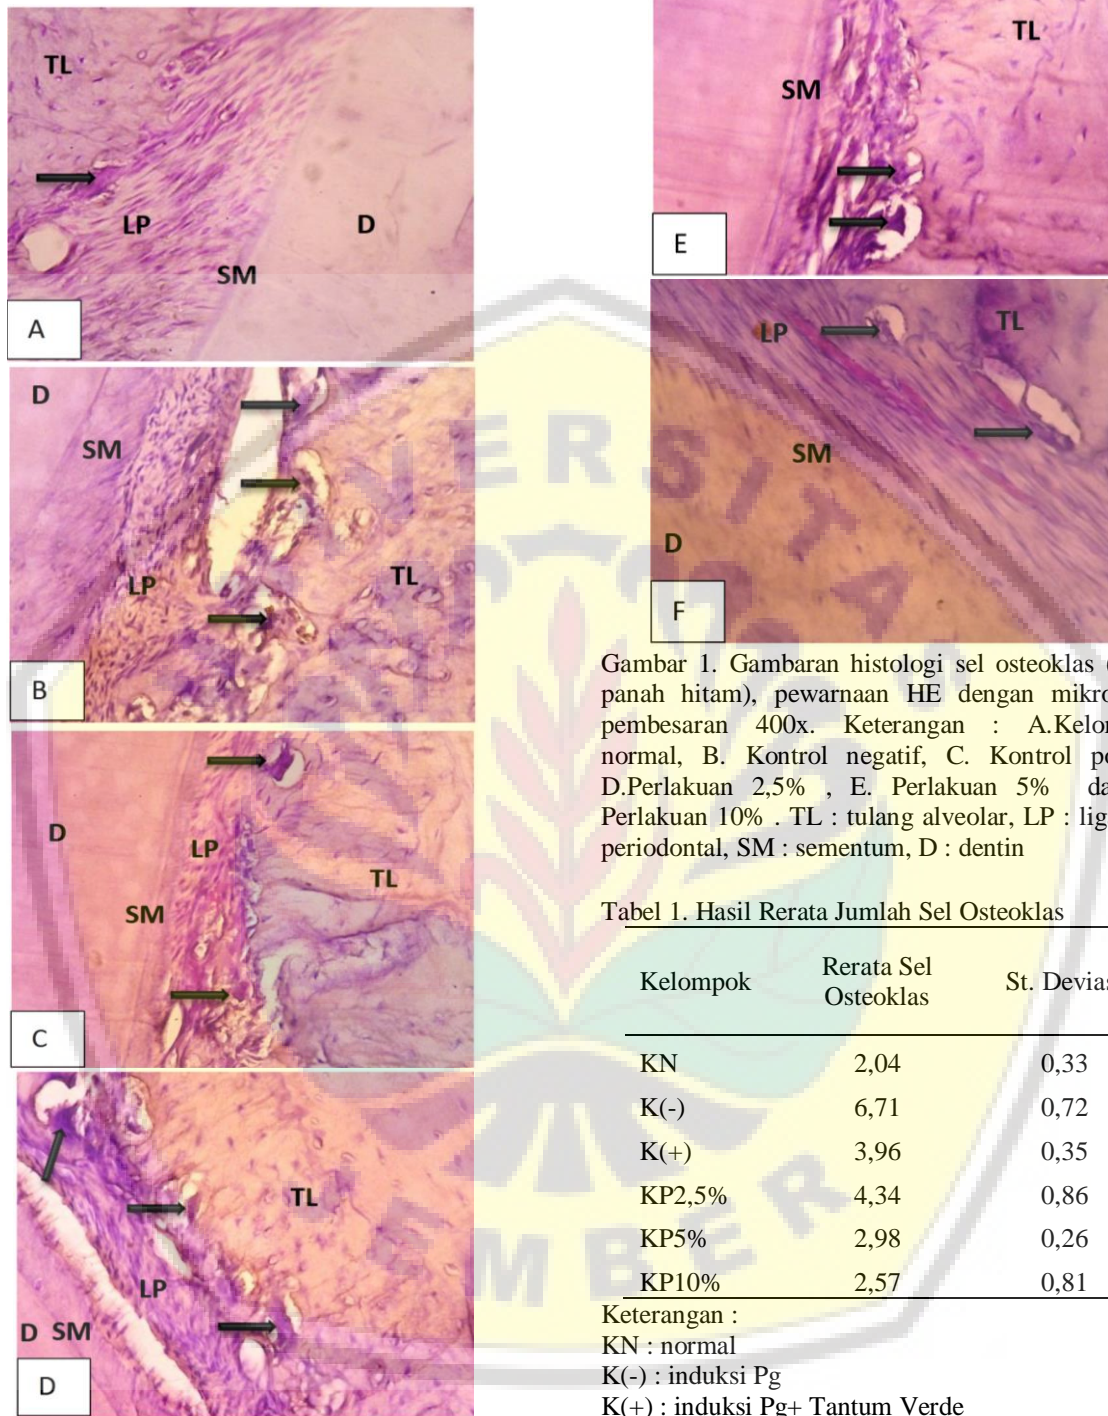 TL
LP
D
SM
A
D
SM
LP
TL
B
D
LP
TL
SM
C
TL
LP
D SM
D
TL
SM
E
LP
TL
SM
D
F
Gambar 1. Gambaran histologi sel osteoklas
panah hitam), pewarnaan HE dengan
pembesaran 400x. Keterangan :
normal, B. Kontrol negatif, C. Kontrol
D.Perlakuan 2,5% , E. Perlakuan 5%
Perlakuan 10% . TL : tulang alveolar, LP :
periodontal, SM : sementum, D : dentin
Tabel 1. Hasil Rerata Jumlah Sel Osteoklas
Kelompok Rerata Sel Osteoklas St.
KN 2,04 0,33
K(-) 6,71 0,72
K(+) 3,96 0,35
KP2,5% 4,34 0,86
KP5% 2,98 0,26
KP10% 2,57 0,81
Keterangan :
KN : normal
K(-) : induksi Pg
K(+) : induksi Pg+ Tantum Verde